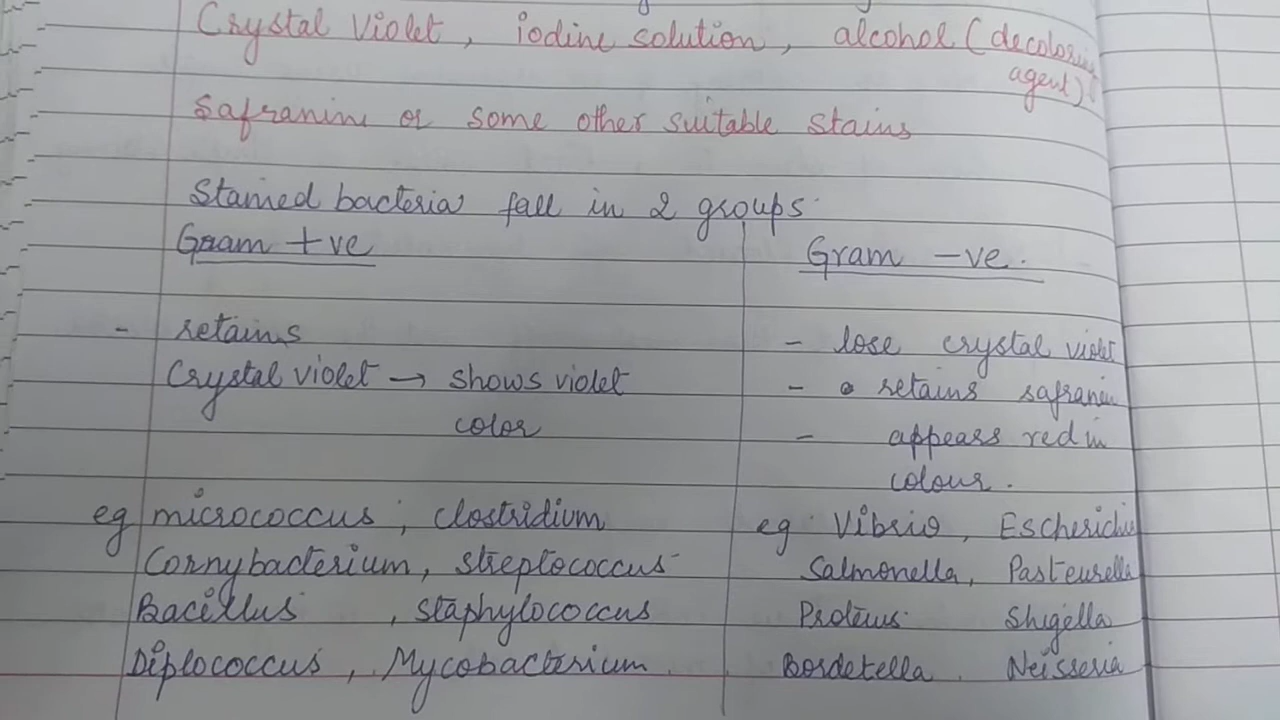 Crystal Violet, iodine solution, alcohol (decoloring
agent).
Safranin or some other suitable stains
Stained bacteria fall in 2 groups.
Gram +ve
Gram -ve.
- retains
Crystal violet → shows violet
color
- lose crystal violet
- retains safranin
- appears red in
colour.
eg micrococcus, clostridium
Cornybacterium, streptococcus
Bacillus, staphylococcus
Diplococcus, Mycobacterium
eg Vibrio, Escherichia
Salmonella, Pasteurella
Proteus Shigella
Bordetella Neisseria